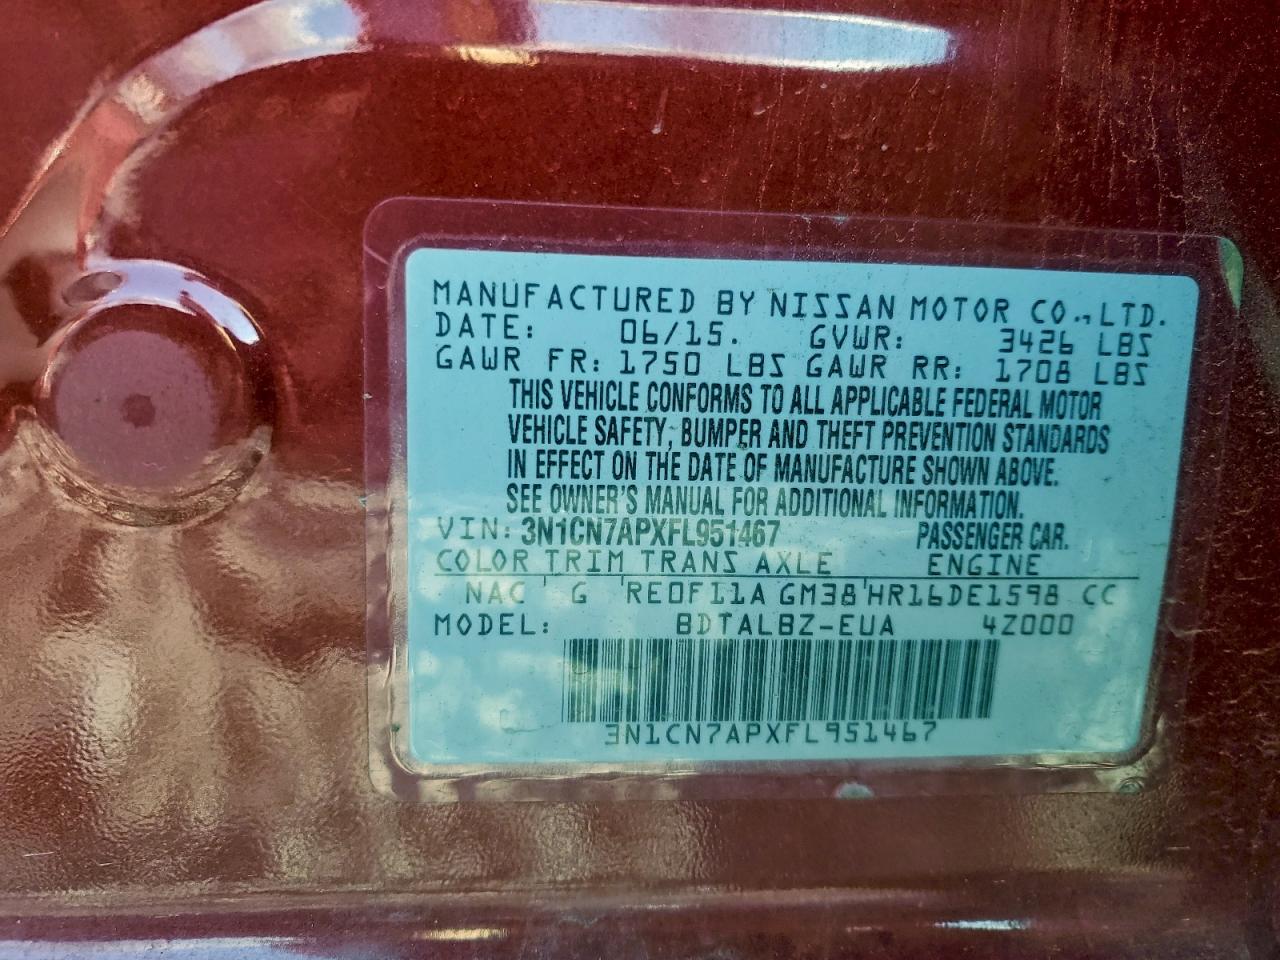 MANUFACTURED BY NISSAN MOTOR CO.,LTD.
DATE: 06/15. GVWR: 3426 LBS
GAWR FR: 1750 LBS GAWR RR: 1708 LBS
THIS VEHICLE CONFORMS TO ALL APPLICABLE FEDERAL MOTOR
VEHICLE SAFETY, BUMPER AND THEFT PREVENTION STANDARDS
IN EFFECT ON THE DATE OF MANUFACTURE SHOWN ABOVE.
SEE OWNER'S MANUAL FOR ADDITIONAL INFORMATION.
VIN: 3N1CN7APXFL951467 PASSENGER CAR.
COLOR TRIM TRANS AXLE ENGINE
NAC ' G ' RE0F11A GM38 ' HR16DE1598 CC
MODEL: BDTALBZ-EUA 4Z000
3N1CN7APXFL951467